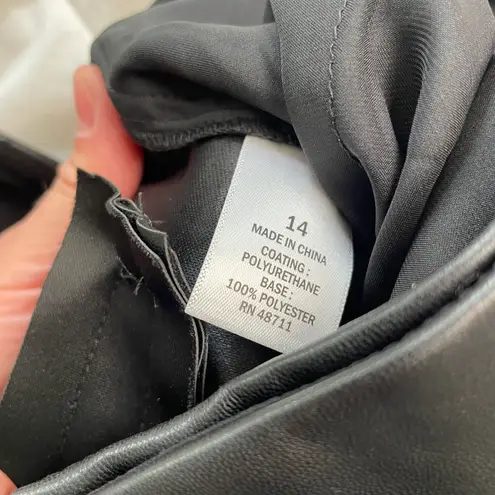 14
MADE IN CHINA
COATING :
POLYURETHANE
BASE :
100% POLYESTER
RN 48711